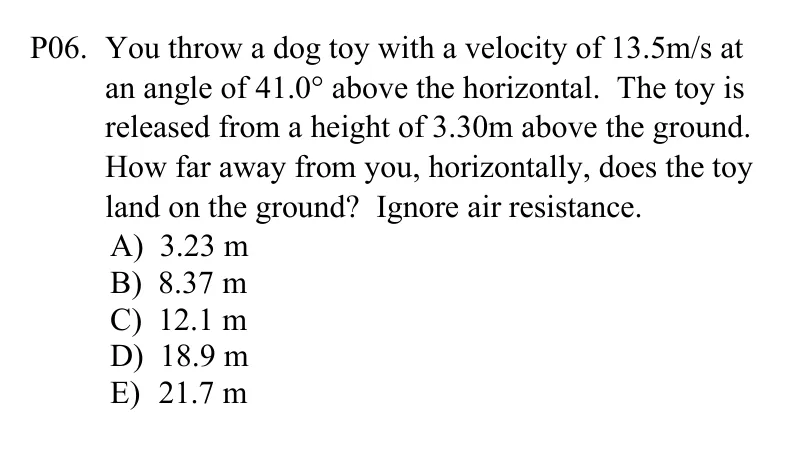 P06. You throw a dog toy with a velocity of 13.5m/s at
an angle of 41.0° above the horizontal. The toy is
released from a height of 3.30m above the ground.
How far away from you, horizontally, does the toy
land on the ground? Ignore air resistance.
A) 3.23 m
B) 8.37 m
C) 12.1 m
D) 18.9 m
E) 21.7 m